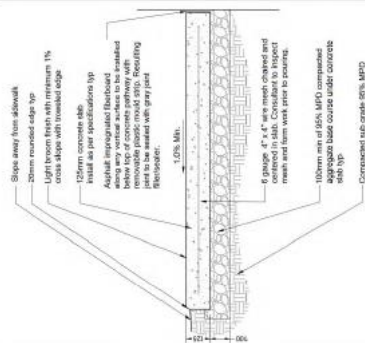 Slope away from sidewalk
20mm rounded edge typ
Light broom finish with minimum 1%
cross slope with troweled edge
125mm concrete slab
install as per specifications typ
Asphalt impregnated fiberboard
along any vertical surface to be installed
below top of concrete pathway with
removable plastic mould strip. Resulting
joint to be sealed with gray joint
filler/sealer.
1.0% Min.
6 gauge 4" x 4" wire mesh chaired and
centered in slab. Consultant to inspect
mesh and form work prior to pouring.
100mm min of 95% MPD compacted
aggregate base course under concrete
slab typ.
Compacted sub grade 95% MPD
125
100